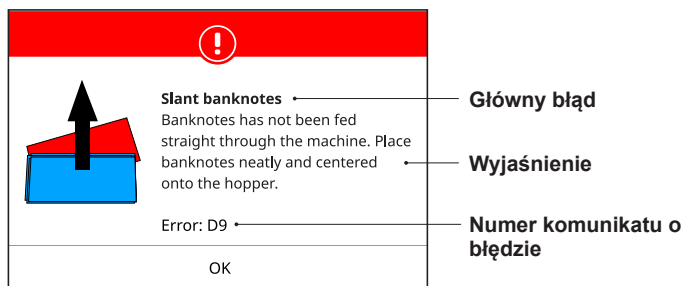 Slant banknotes
Banknotes has not been fed
straight through the machine. Place
banknotes neatly and centered
onto the hopper.
Error: D9
OK
Główny błąd
Wyjaśnienie
Numer komunikatu o
błędzie